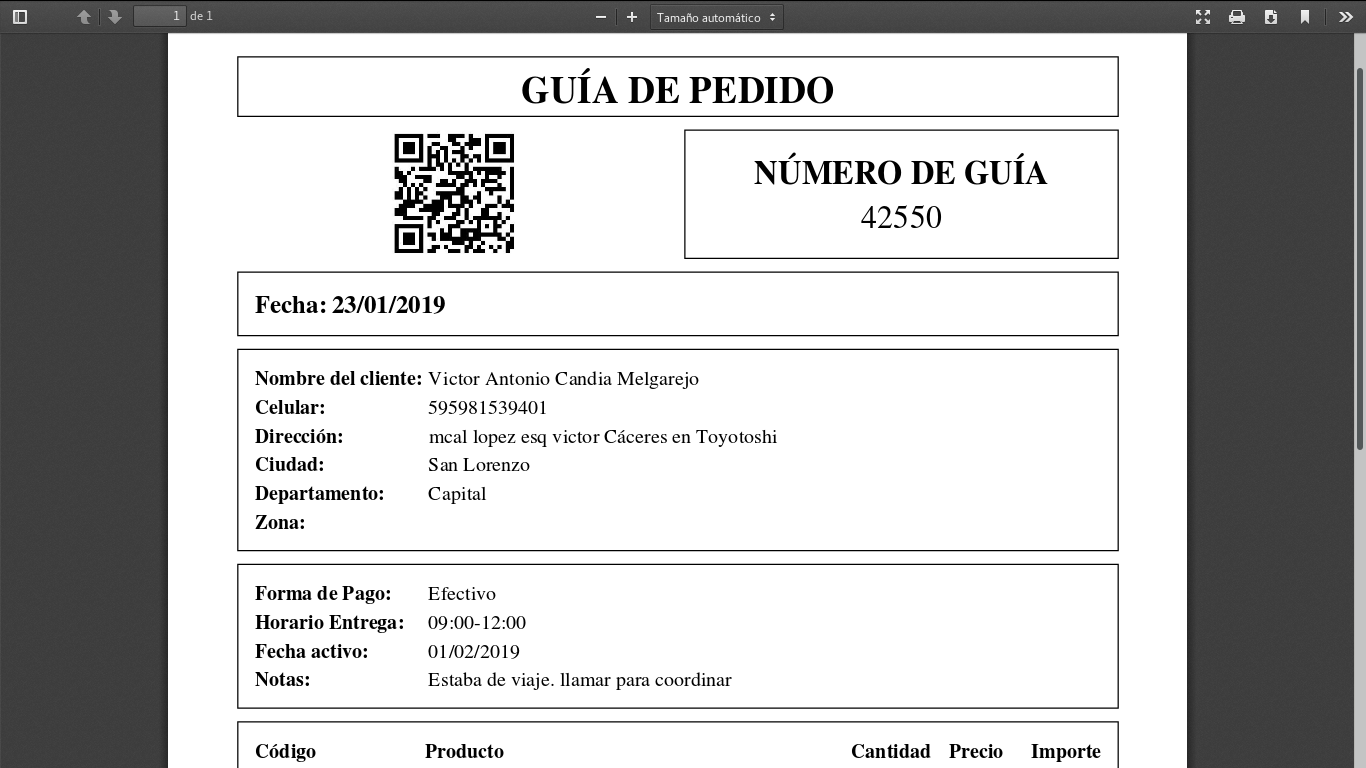 1 de 1 Tamaño automático
GUÍA DE PEDIDO
NÚMERO DE GUÍA
42550
Fecha: 23/01/2019
Nombre del cliente: Victor Antonio Candia Melgarejo
Celular: 595981539401
Dirección: mcal lopez esq victor Cáceres en Toyotoshi
Ciudad: San Lorenzo
Departamento: Capital
Zona:
Forma de Pago: Efectivo
Horario Entrega: 09:00-12:00
Fecha activo: 01/02/2019
Notas: Estaba de viaje. llamar para coordinar
Código Producto Cantidad Precio Importe